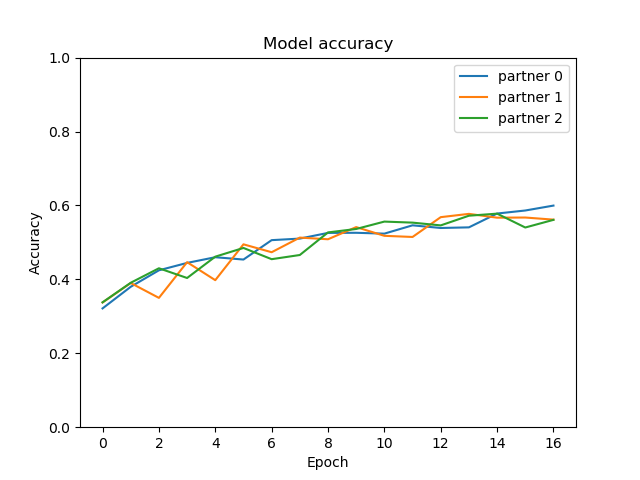 Model accuracy
1.0
0.8
0.6
0.4
0.2
0.0
Accuracy
partner 0
partner 1
partner 2
0 2 4 6 8 10 12 14 16
Epoch